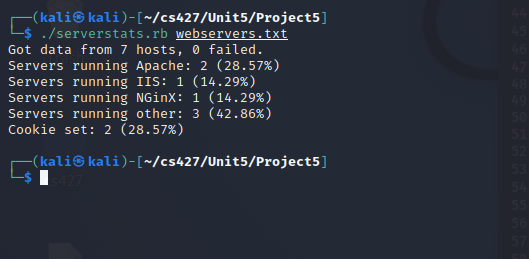 ┌──(kali㉿kali)-[~/cs427/Unit5/Project5]
└─$ ./serverstats.rb webservers.txt
Got data from 7 hosts, 0 failed.
Servers running Apache: 2 (28.57%)
Servers running IIS: 1 (14.29%)
Servers running NGinX: 1 (14.29%)
Servers running other: 3 (42.86%)
Cookie set: 2 (28.57%)
┌──(kali㉿kali)-[~/cs427/Unit5/Project5]
└─$